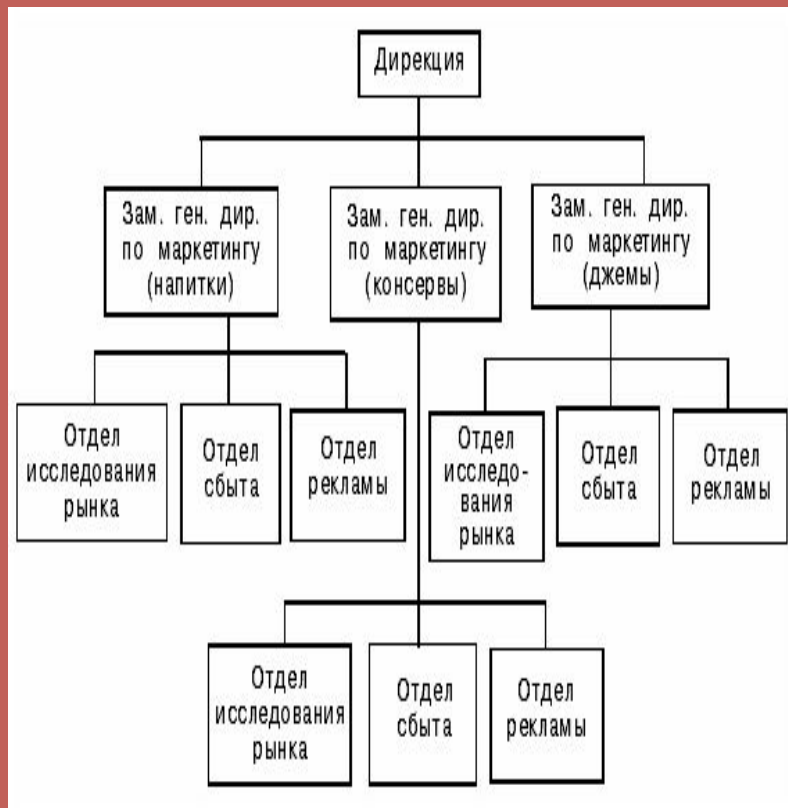 Дирекция
Зам. ген. дир.
по маркетингу
(напитки)
Зам. ген. дир.
по маркетингу
(консервы)
Зам. ген. дир.
по маркетингу
(джемы)
Отдел
исследования
рынка
Отдел
сбыта
Отдел
рекламы
Отдел
исследо-
вания
рынка
Отдел
сбыта
Отдел
рекламы
Отдел
исследования
рынка
Отдел
сбыта
Отдел
рекламы